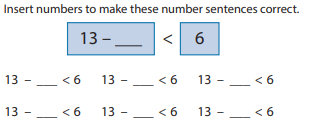 Insert numbers to make these number sentences correct.
13 – ___ < 6
13 – ___ < 6 13 – ___ < 6 13 – ___ < 6
13 – ___ < 6 13 – ___ < 6 13 – ___ < 6